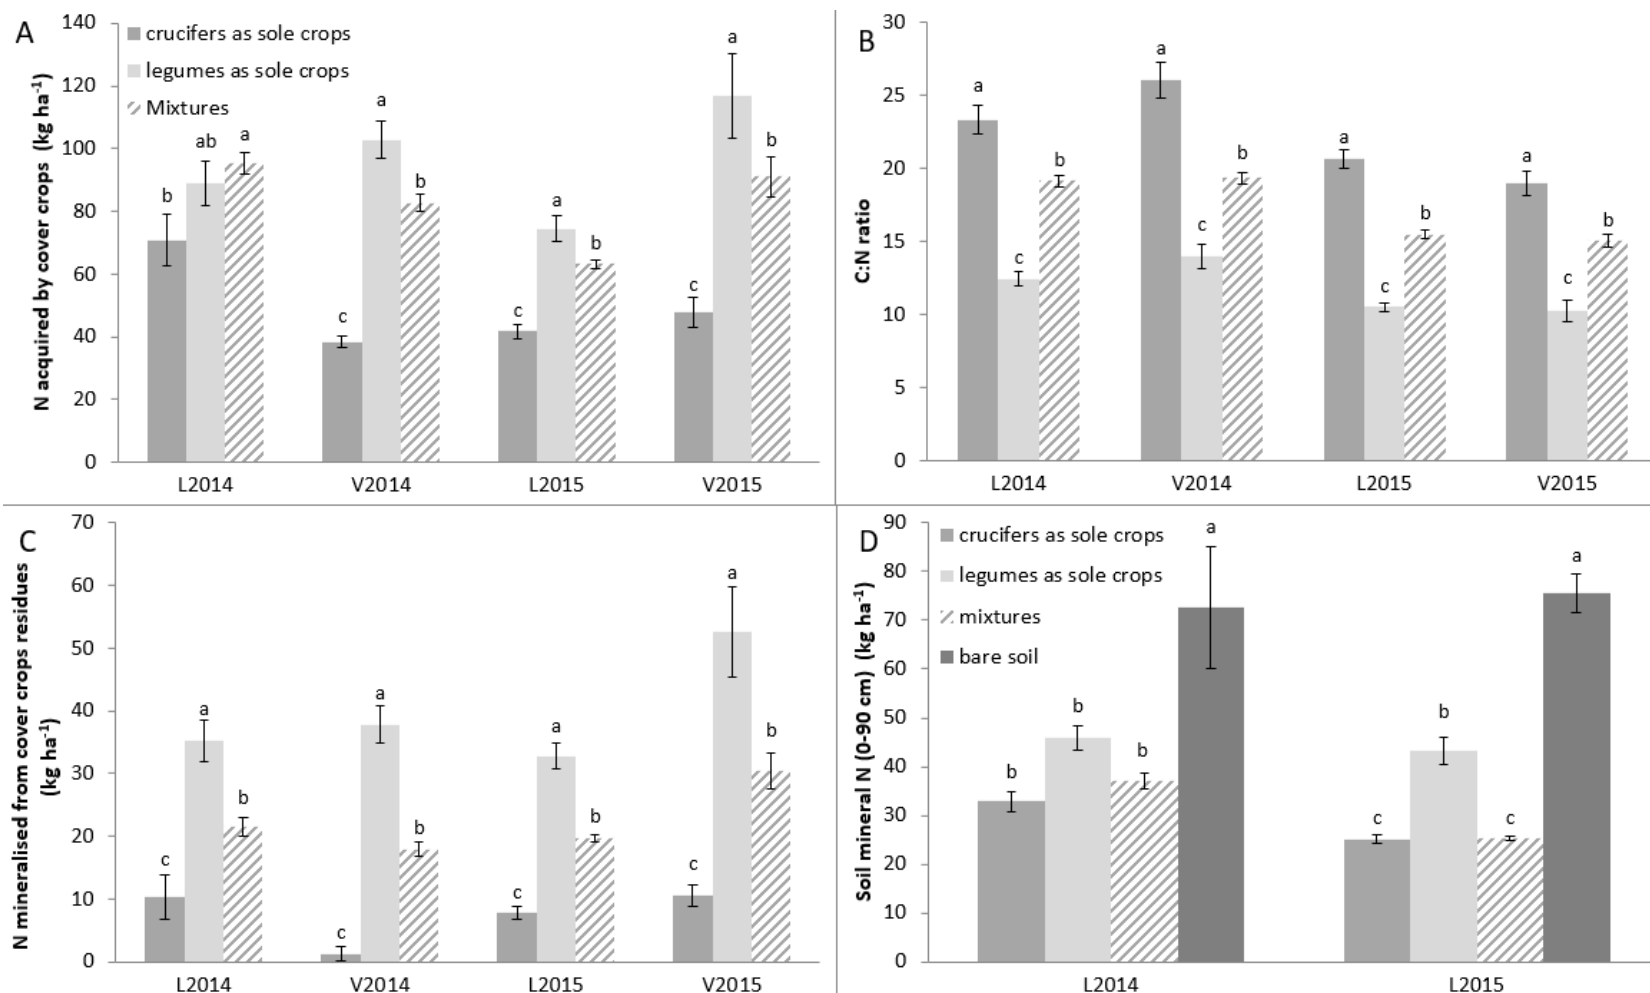 A
N acquired by cover crops (kg ha⁻¹)
140
120
100
80
60
40
20
0
crucifers as sole crops
legumes as sole crops
Mixtures
b
ab
a
c
a
b
c
a
b
c
a
b
L2014
V2014
L2015
V2015
B
C:N ratio
30
25
20
15
10
5
0
a
c
b
a
c
b
a
c
b
a
c
b
L2014
V2014
L2015
V2015
C
N mineralised from cover crops residues
(kg ha⁻¹)
70
60
50
40
30
20
10
0
c
a
b
c
a
b
c
a
b
c
a
b
L2014
V2014
L2015
V2015
D
Soil mineral N (0-90 cm) (kg ha⁻¹)
90
80
70
60
50
40
30
20
10
0
crucifers as sole crops
legumes as sole crops
mixtures
bare soil
b
b
b
a
c
b
c
a
L2014
L2015